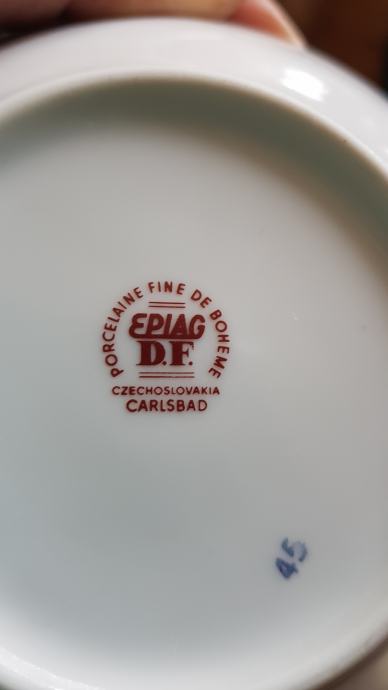 PORCELAINE FINE DE BOHEME
EPIAG
D.F.
CZECHOSLOVAKIA
CARLSBAD
45